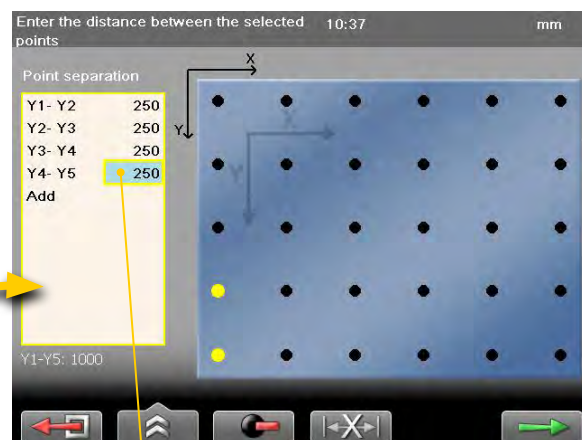 Enter the distance between the selected points
10:37
mm
Point separation
Y1- Y2 250
Y2- Y3 250
Y3- Y4 250
Y4- Y5 250
Add
Y1-Y5: 1000
X
Y
X
Y
X